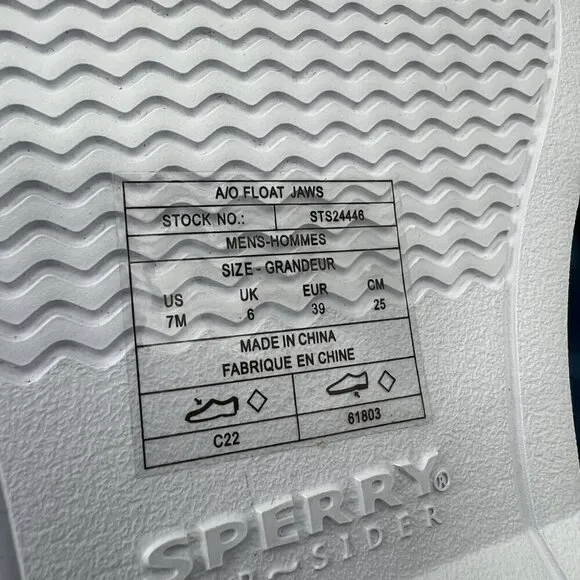 A/O FLOAT JAWS
STOCK NO.: STS24446
MENS-HOMMES
SIZE - GRANDEUR
US UK EUR CM
7M 6 39 25
MADE IN CHINA
FABRIQUE EN CHINE
C22 61803
SPERRY®
SIDER